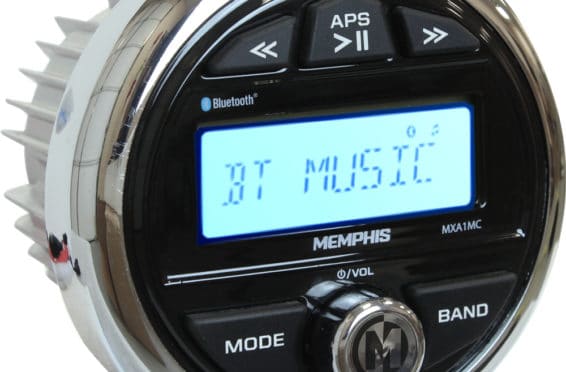 APS
>II
Bluetooth®
BT MUSIC
MEMPHIS
MXA1MC
/VOL
MODE
M
BAND